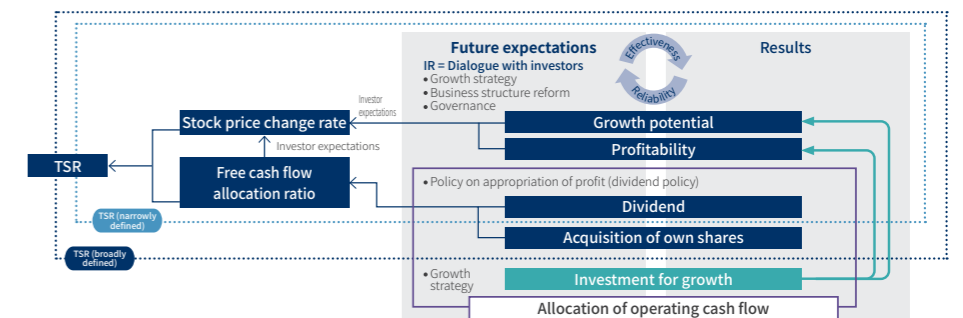 Future expectations
Results
Effectiveness
Reliability
IR = Dialogue with investors
• Growth strategy
• Business structure reform
• Governance
Investor
expectations
Stock price change rate
Growth potential
Investor expectations
Profitability
TSR
Free cash flow
allocation ratio
• Policy on appropriation of profit (dividend policy)
Dividend
TSR (narrowly
defined)
Acquisition of own shares
TSR (broadly
defined)
• Growth
strategy
Investment for growth
Allocation of operating cash flow